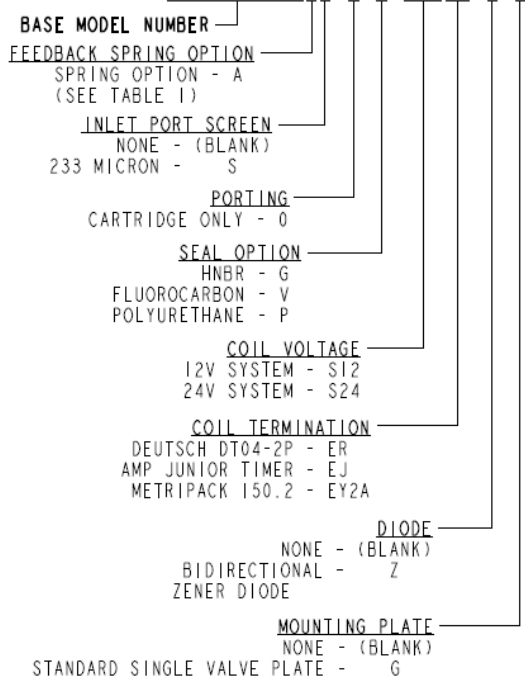 BASE MODEL NUMBER
FEEDBACK SPRING OPTION
SPRING OPTION - A
(SEE TABLE I)
INLET PORT SCREEN
NONE - (BLANK)
233 MICRON - S
PORTING
CARTRIDGE ONLY - 0
SEAL OPTION
HNBR - G
FLUOROCARBON - V
POLYURETHANE - P
COIL VOLTAGE
12V SYSTEM - S12
24V SYSTEM - S24
COIL TERMINATION
DEUTSCH DT04-2P - ER
AMP JUNIOR TIMER - EJ
METRIPACK 150.2 - EY2A
DIODE
NONE - (BLANK)
BIDIRECTIONAL - Z
ZENER DIODE
MOUNTING PLATE
NONE - (BLANK)
STANDARD SINGLE VALVE PLATE - G